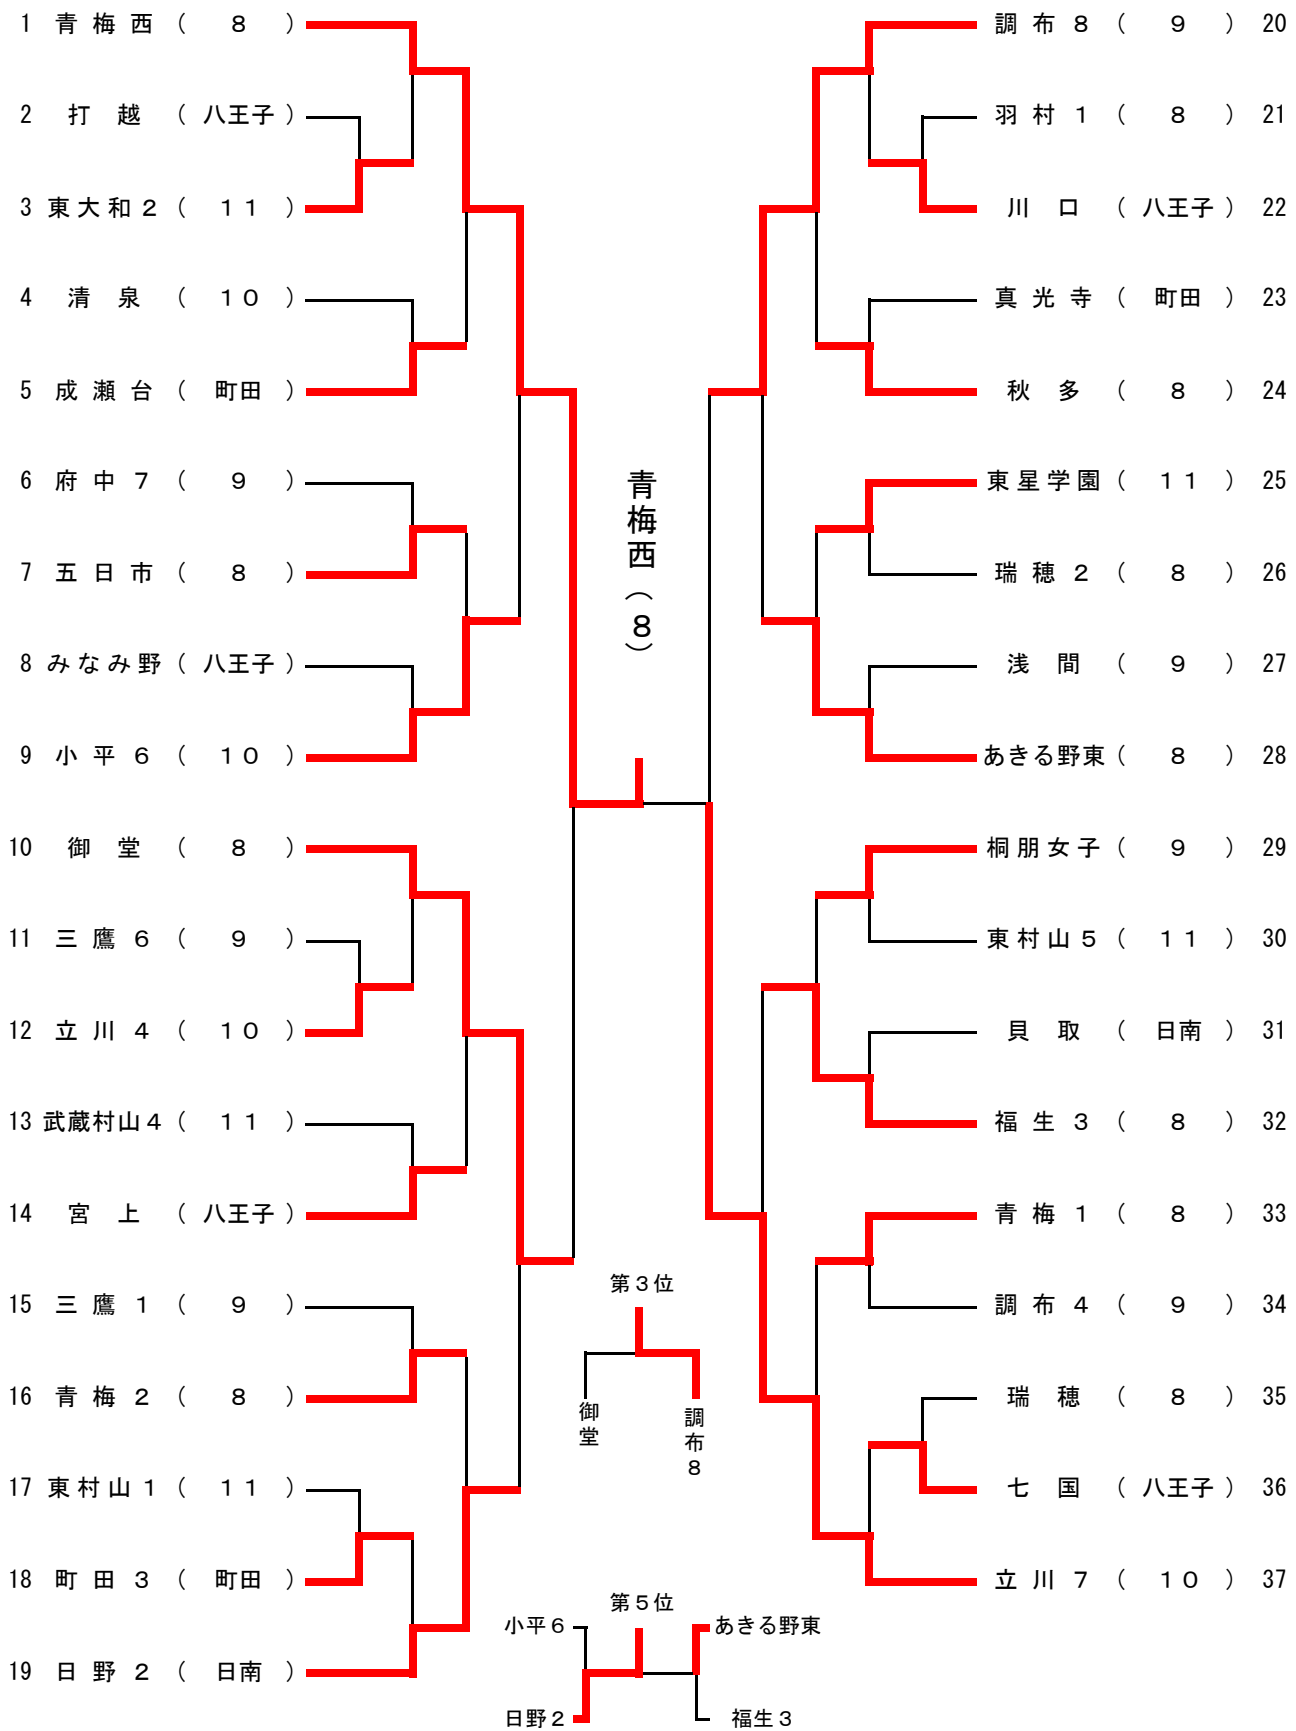 1 青梅西 ( 8 )
2 打越 ( 八王子 )
3 東大和2 ( 11 )
4 清泉 ( 10 )
5 成瀬台 ( 町田 )
6 府中7 ( 9 )
7 五日市 ( 8 )
8 みなみ野 ( 八王子 )
9 小平6 ( 10 )
10 御堂 ( 8 )
11 三鷹6 ( 9 )
12 立川4 ( 10 )
13 武蔵村山4 ( 11 )
14 宮上 ( 八王子 )
15 三鷹1 ( 9 )
16 青梅2 ( 8 )
17 東村山1 ( 11 )
18 町田3 ( 町田 )
19 日野2 ( 日南 )
青梅西(8)
第3位
御堂
調布8
第5位
小平6
あきる野東
日野2
福生3
調布8 ( 9 ) 20
羽村1 ( 8 ) 21
川口 ( 八王子 ) 22
真光寺 ( 町田 ) 23
秋多 ( 8 ) 24
東星学園 ( 11 ) 25
瑞穂2 ( 8 ) 26
浅間 ( 9 ) 27
あきる野東 ( 8 ) 28
桐朋女子 ( 9 ) 29
東村山5 ( 11 ) 30
貝取 ( 日南 ) 31
福生3 ( 8 ) 32
青梅1 ( 8 ) 33
調布4 ( 9 ) 34
瑞穂 ( 8 ) 35
七国 ( 八王子 ) 36
立川7 ( 10 ) 37